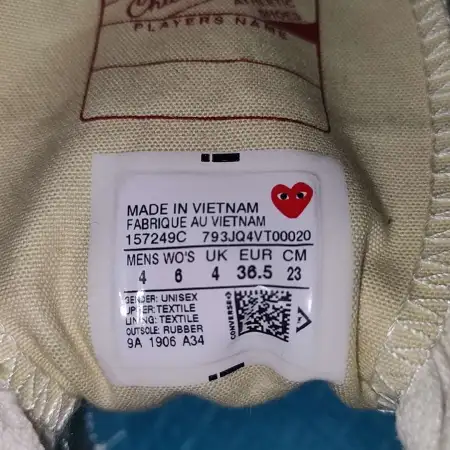 Chu
PLAYERS NAME
MADE IN VIETNAM
FABRIQUE AU VIETNAM
157249C 793JQ4VT00020
MENS WO'S UK EUR CM
4 6 4 36.5 23
GENDER: UNISEX
UPPER: TEXTILE
LINING: TEXTILE
OUTSOLE: RUBBER
9A 1906 A34
CONVERSE